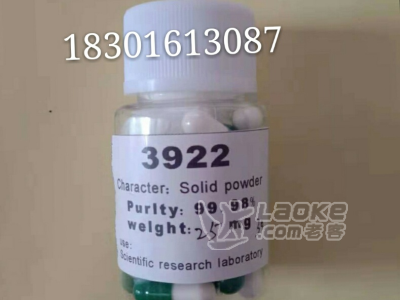 18301613087
3922
Character: Solid powder
Purity: 99.98%
weight: 25 mg
use:
Scientific research laboratory
LAOKE
.com老客